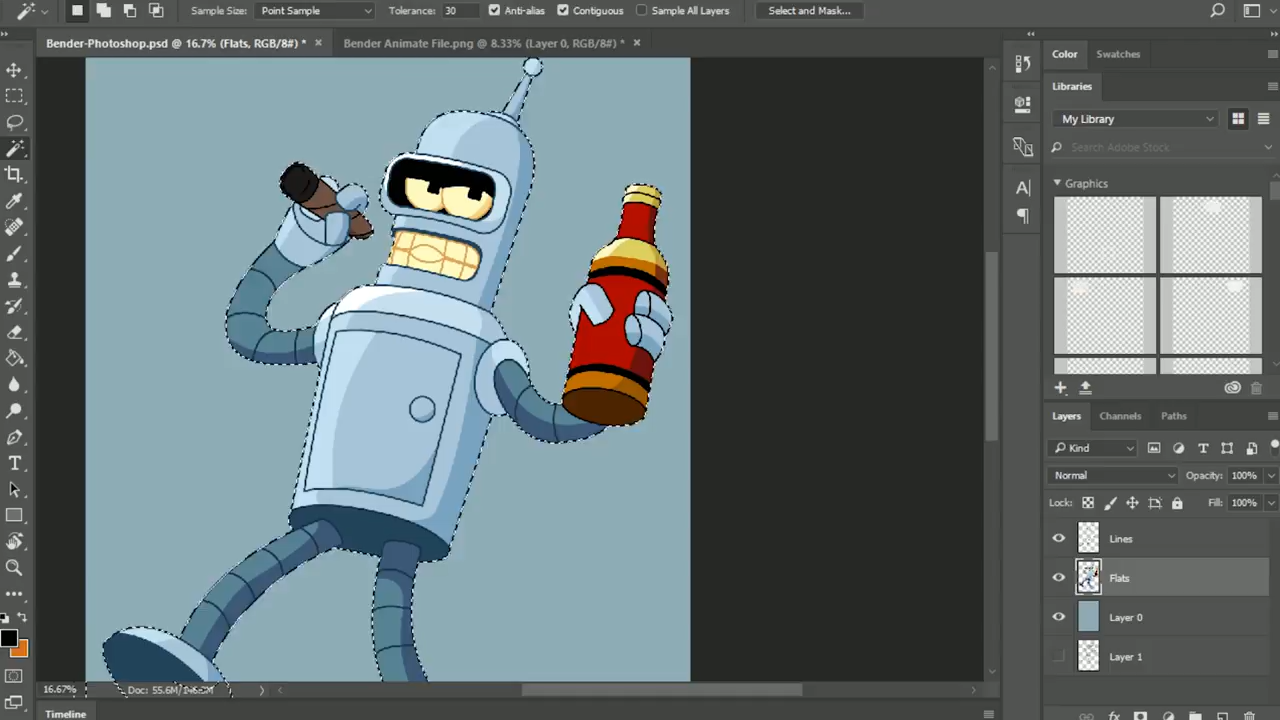 Sample Size: Point Sample Tolerance: 30 Anti-alias Contiguous Sample All Layers Select and Mask...
Bender-Photoshop.psd @ 16.7% (Flats, RGB/8#) * × Bender Animate File.png @ 8.33% (Layer 0, RGB/8#) * ×
Color Swatches
Libraries
My Library
Search Adobe Stock
Graphics
Layers Channels Paths
Kind
Normal Opacity: 100%
Lock: Fill: 100%
Lines
Flats
Layer 0
Layer 1
16.67% Doc: 55.6M/
Timeline